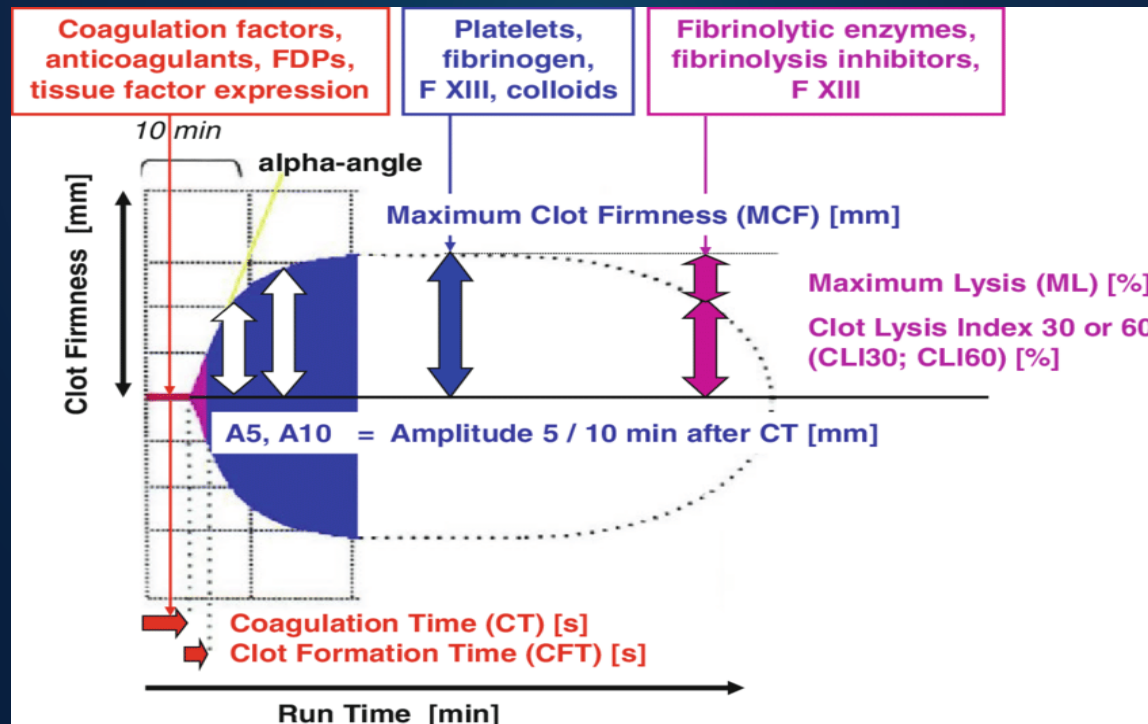 Coagulation factors,
anticoagulants, FDPs,
tissue factor expression
Platelets,
fibrinogen,
F XIII, colloids
Fibrinolytic enzymes,
fibrinolysis inhibitors,
F XIII
10 min
alpha-angle
Clot Firmness [mm]
Maximum Clot Firmness (MCF) [mm]
Maximum Lysis (ML) [%]
Clot Lysis Index 30 or 60
(CLI30; CLI60) [%]
A5, A10 = Amplitude 5 / 10 min after CT [mm]
Coagulation Time (CT) [s]
Clot Formation Time (CFT) [s]
Run Time [min]